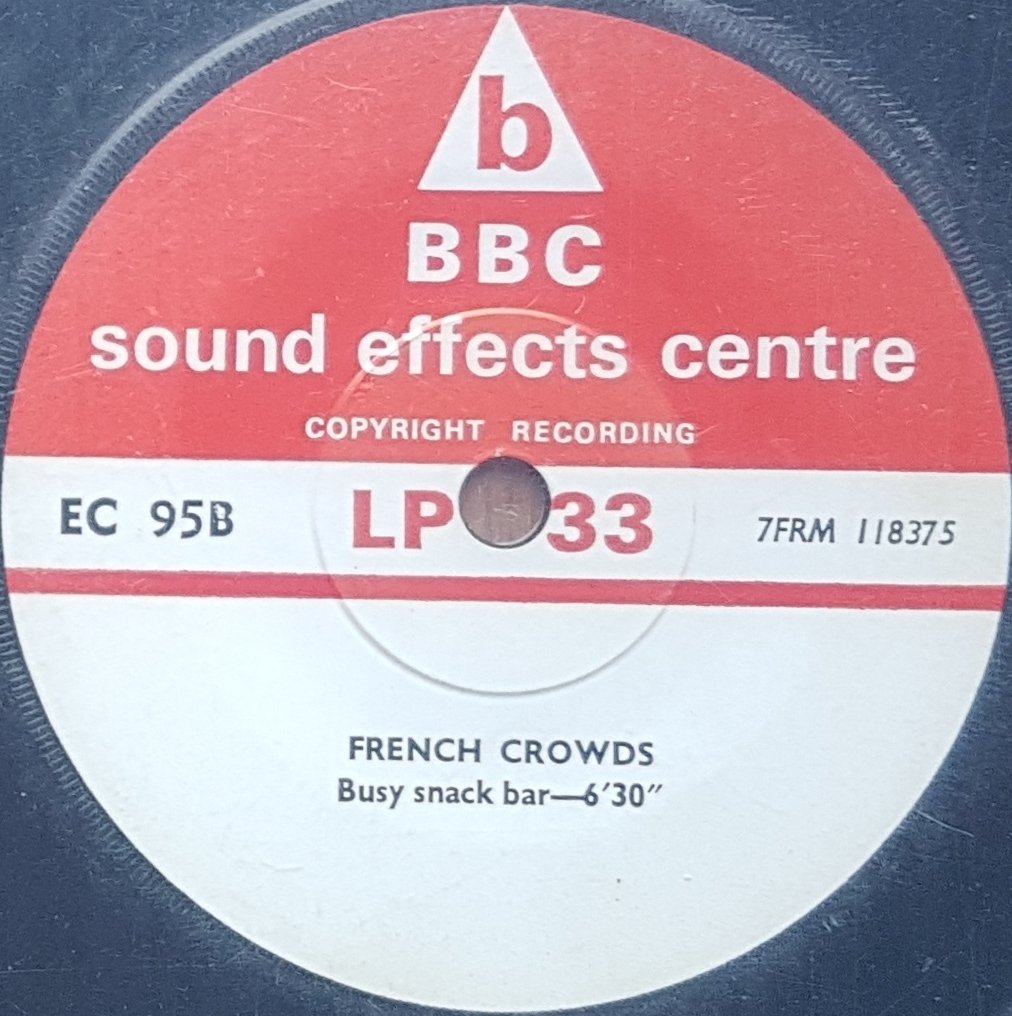 b
BBC
sound effects centre
COPYRIGHT RECORDING
EC 95B LP 33 7FRM 118375
FRENCH CROWDS
Busy snack bar—6′30″